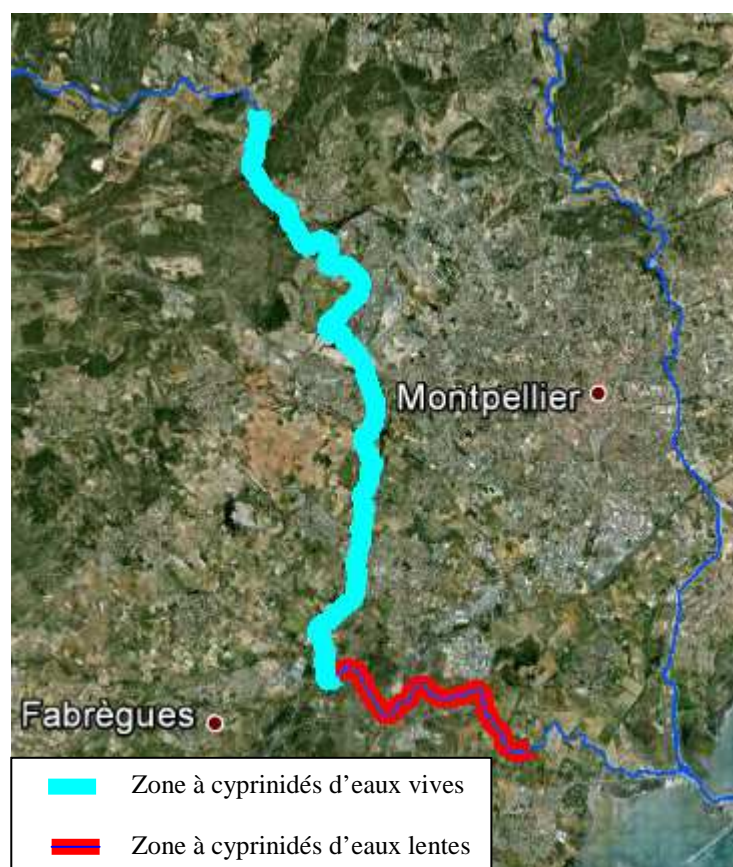 Montpellier
Fabrègues
Zone à cyprinidés d'eaux vives
Zone à cyprinidés d'eaux lentes